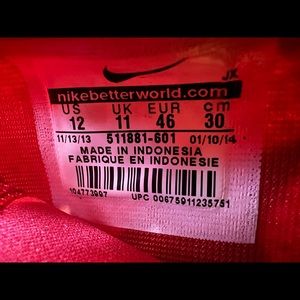 JX
nikebetterworld.com
US UK EUR cm
12 11 46 30
11/13/13 511881-601 01/10/14
MADE IN INDONESIA
FABRIQUE EN INDONESIE
104773997 UPC 00675911235751